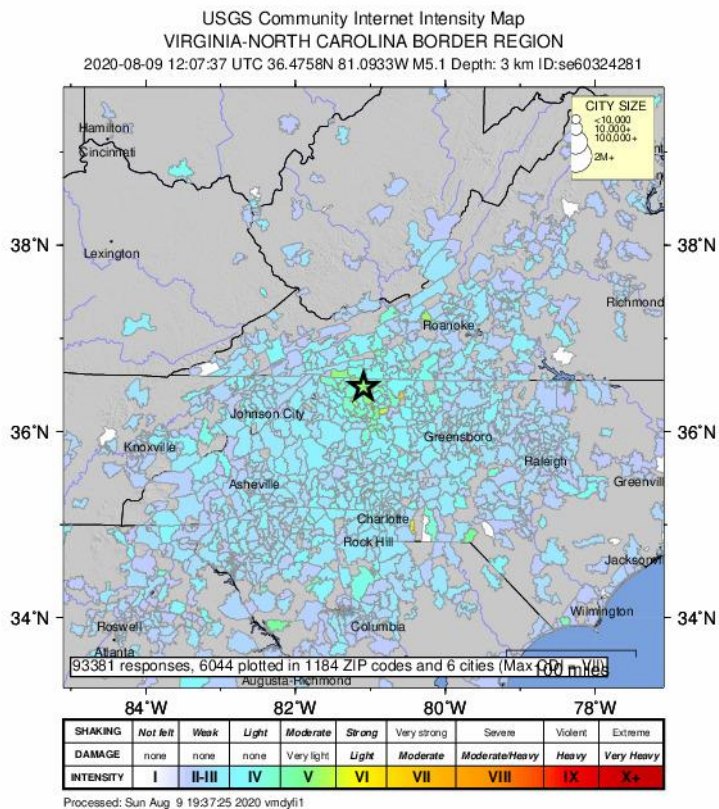 USGS Community Internet Intensity Map
VIRGINIA-NORTH CAROLINA BORDER REGION
2020-08-09 12:07:37 UTC 36.4758N 81.0933W M5.1 Depth: 3 km ID:se60324281
CITY SIZE
<10,000
10,000+
100,000+
2M+
Hamilton
Cincinnati
38°N
Lexington
38°N
Richmond
Roanoke
Johnson City
36°N
Greensboro
36°N
Knoxville
Raleigh
Asheville
Greenvil
Charlotte
Rock Hill
Jacksonvi
34°N
Wilmington
34°N
Roswell
Columbia
Atlanta
93381 responses, 6044 plotted in 1184 ZIP codes and 6 cities (Max CDI = VII)
100 miles
Augusta-Richmond
84°W 82°W 80°W 78°W
SHAKING Not felt Weak Light Moderate Strong Very strong Severe Violent Extreme
DAMAGE none none none Very light Light Moderate Moderate/Heavy Heavy Very Heavy
INTENSITY I II-III IV V VI VII VIII IX X+
Processed: Sun Aug 9 19:37:25 2020 vmdyfi1